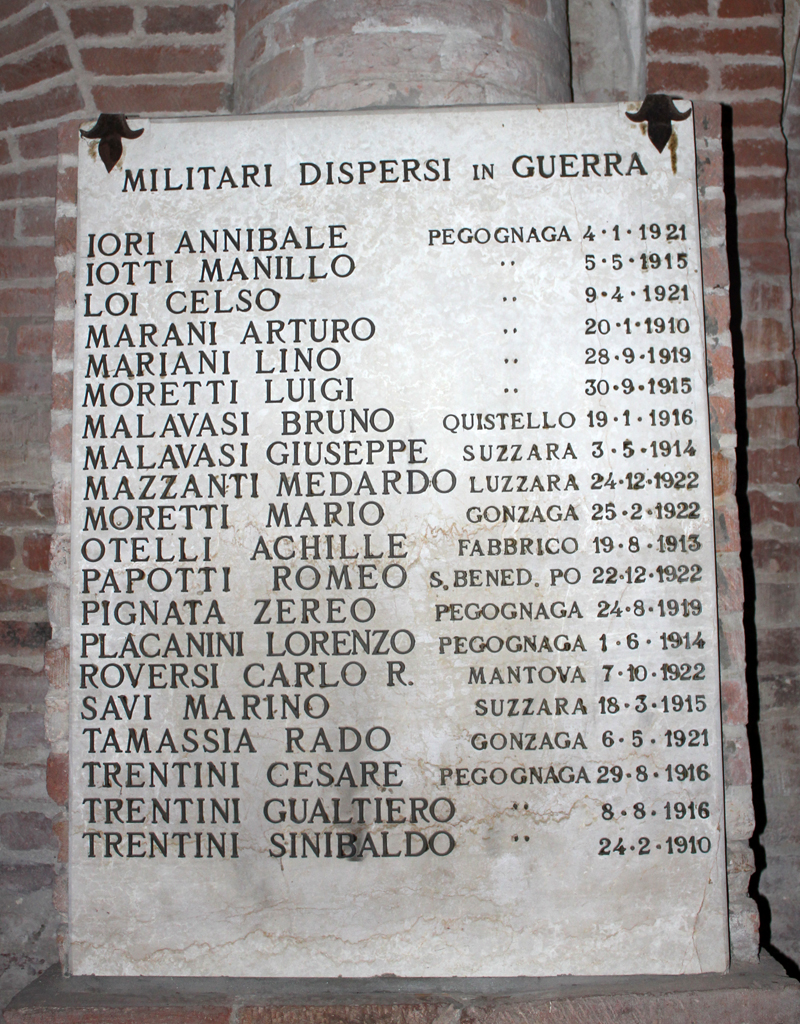 MILITARI DISPERSI IN GUERRA
IORI ANNIBALE PEGOGNAGA 4·1·1921
IOTTI MANILLO ·· 5·5·1915
LOI CELSO ·· 9·4·1921
MARANI ARTURO ·· 20·1·1910
MARIANI LINO ·· 28·9·1919
MORETTI LUIGI ·· 30·9·1915
MALAVASI BRUNO QUISTELLO 19·1·1916
MALAVASI GIUSEPPE SUZZARA 3·5·1914
MAZZANTI MEDARDO LUZZARA 24·12·1922
MORETTI MARIO GONZAGA 25·2·1922
OTELLI ACHILLE FABBRICO 19·8·1913
PAPOTTI ROMEO S. BENED. PO 22·12·1922
PIGNATA ZEREO PEGOGNAGA 24·8·1919
PLACANINI LORENZO PEGOGNAGA 1·6·1914
ROVERSI CARLO R. MANTOVA 7·10·1922
SAVI MARINO SUZZARA 18·3·1915
TAMASSIA RADO GONZAGA 6·5·1921
TRENTINI CESARE PEGOGNAGA 29·8·1916
TRENTINI GUALTIERO ·· 8·8·1916
TRENTINI SINIBALDO ·· 24·2·1910